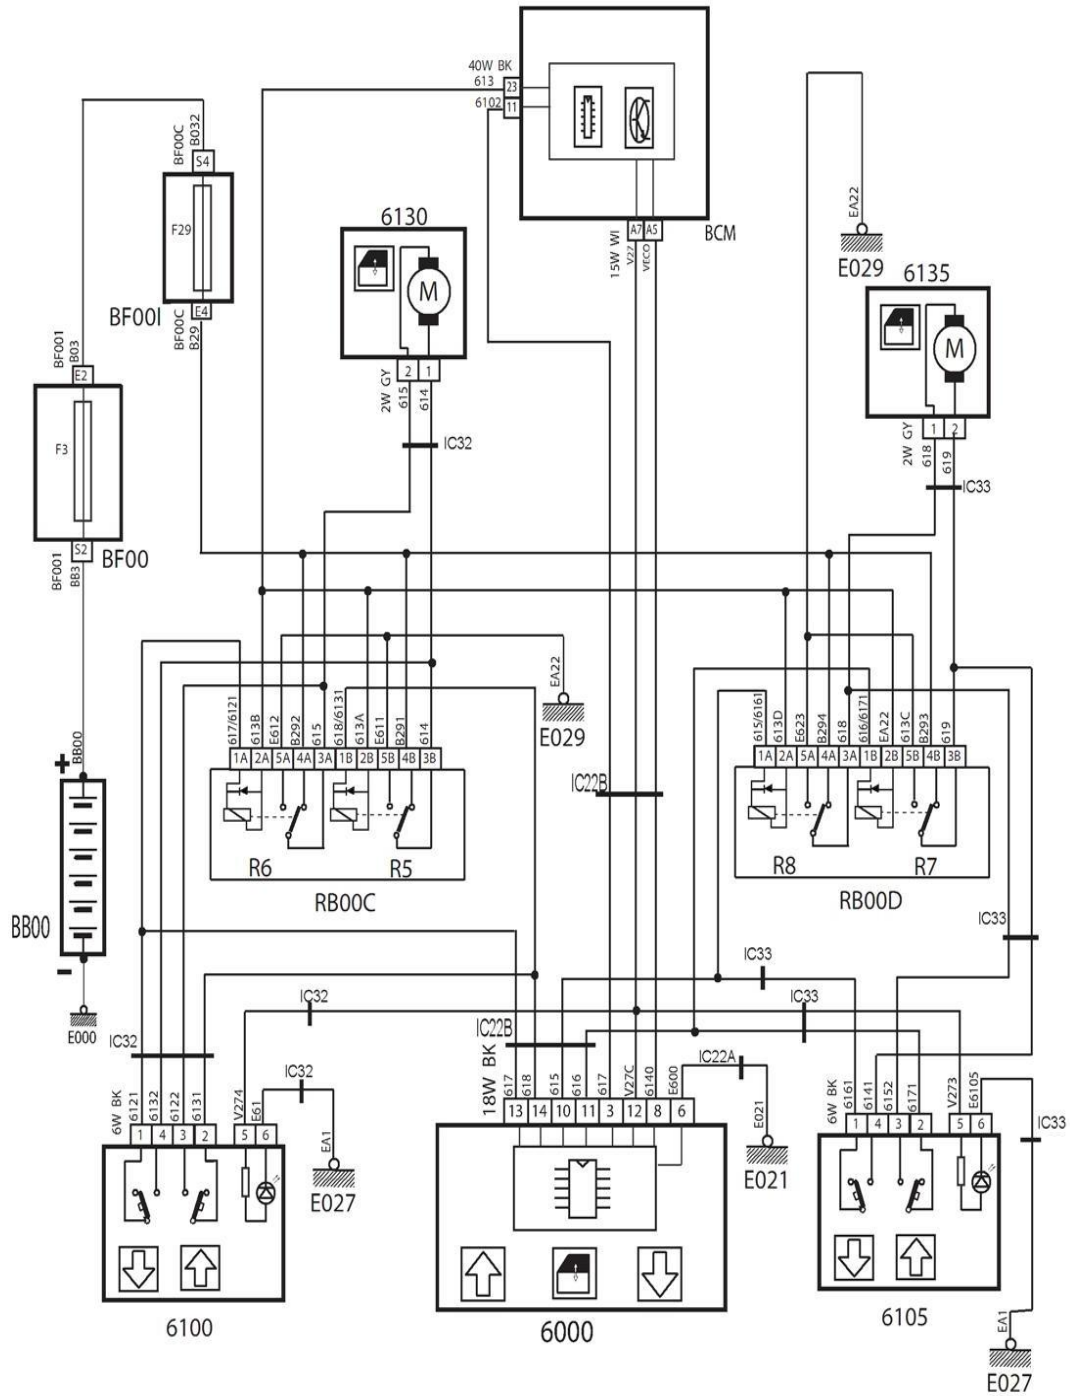 40W BK
613
23
6102
11
BF00C
B032
S4
F29
BF00I
E4
BF00C
B29
6130
M
2W GY
2
1
615
614
IC32
15W WI
A7
A5
V27
VECO
BCM
EA22
E029
6135
M
2W GY
1
2
618
619
IC33
BF001
B03
E2
F3
S2
BF00
BF001
BB3
BB00
+
BB00
-
E000
617/6121
613B
E612
B292
615
618/6131
613A
E611
B291
614
1A
2A
5A
4A
3A
1B
2B
5B
4B
3B
R6
R5
RB00C
EA22
E029
IC22B
615/6161
613D
E623
B294
618
616/6171
EA22
613C
B293
619
1A
2A
5A
4A
3A
1B
2B
5B
4B
3B
R8
R7
RB00D
IC33
IC33
IC32
IC33
IC32
IC22B
IC32
IC22A
6W BK
6121
6132
6122
6131
V274
E61
1
4
3
2
5
6
EA1
E027
6100
18W BK
617
618
615
616
617
V27C
6140
E600
13
14
10
11
3
12
8
6
E021
E021
6000
6W BK
6161
6141
6152
6171
V273
E6105
1
4
3
2
5
6
IC33
6105
EA1
E027